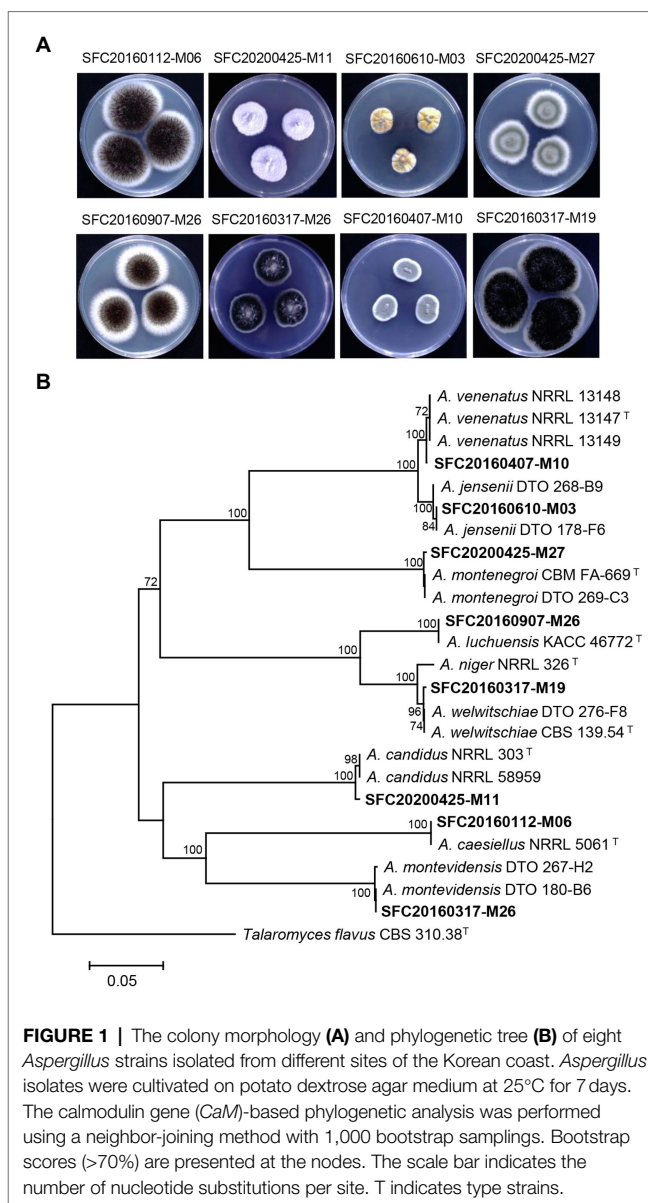 A
SFC20160112-M06 SFC20200425-M11 SFC20160610-M03 SFC20200425-M27
SFC20160907-M26 SFC20160317-M26 SFC20160407-M10 SFC20160317-M19
B
A. venenatus NRRL 13148
72
A. venenatus NRRL 13147 T
100
A. venenatus NRRL 13149
100
SFC20160407-M10
A. jensenii DTO 268-B9
100
100
SFC20160610-M03
84
A. jensenii DTO 178-F6
SFC20200425-M27
100
A. montenegroi CBM FA-669 T
A. montenegroi DTO 269-C3
72
SFC20160907-M26
100
A. luchuensis KACC 46772 T
100
A. niger NRRL 326 T
100
SFC20160317-M19
96
A. welwitschiae DTO 276-F8
74
A. welwitschiae CBS 139.54 T
A. candidus NRRL 303 T
98
A. candidus NRRL 58959
100
SFC20200425-M11
SFC20160112-M06
100
A. caesiellus NRRL 5061 T
100
A. montevidensis DTO 267-H2
A. montevidensis DTO 180-B6
100
SFC20160317-M26
Talaromyces flavus CBS 310.38 T
0.05
FIGURE 1 | The colony morphology (A) and phylogenetic tree (B) of eight
Aspergillus strains isolated from different sites of the Korean coast. Aspergillus
isolates were cultivated on potato dextrose agar medium at 25°C for 7 days.
The calmodulin gene (CaM)-based phylogenetic analysis was performed
using a neighbor-joining method with 1,000 bootstrap samplings. Bootstrap
scores (>70%) are presented at the nodes. The scale bar indicates the
number of nucleotide substitutions per site. T indicates type strains.